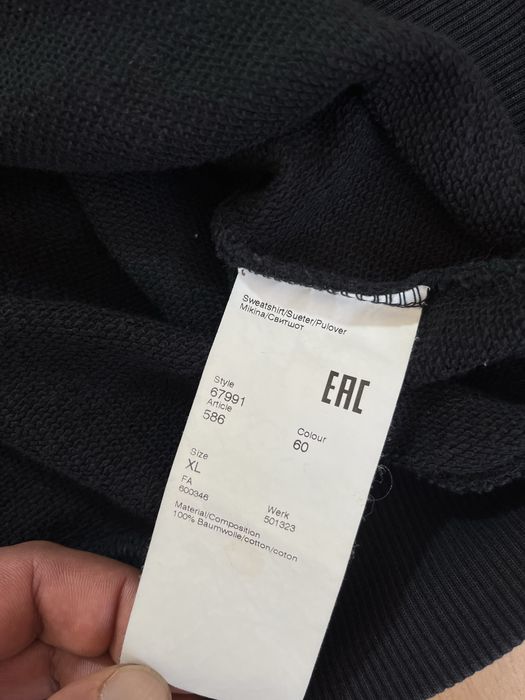 Sweatshirt/Sueter/Pulover
Mikina/Свитшот
EAC
Style
67991
Article
586
Colour
60
Size
XL
FA
600346
Werk
501323
Material/Composition
100% Baumwolle/cotton/coton